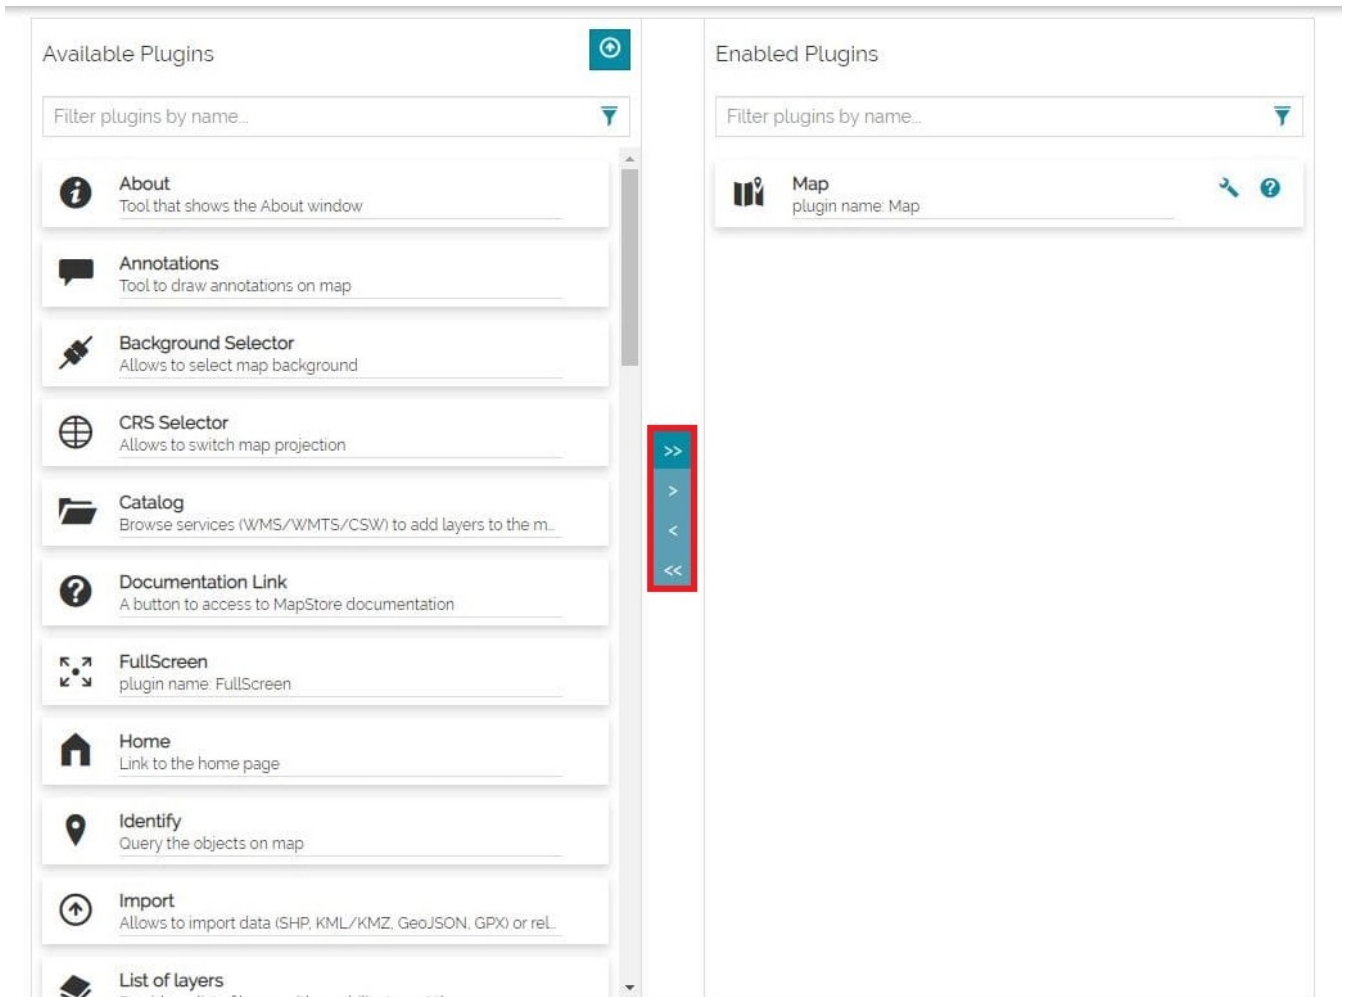 Available Plugins
Filter plugins by name...
About
Tool that shows the About window
Annotations
Tool to draw annotations on map
Background Selector
Allows to select map background
CRS Selector
Allows to switch map projection
Catalog
Browse services (WMS/WMTS/CSW) to add layers to the m...
Documentation Link
A button to access to MapStore documentation
FullScreen
plugin name: FullScreen
Home
Link to the home page
Identify
Query the objects on map
Import
Allows to import data (SHP, KML/KMZ, GeoJSON, GPX) or rel...
List of layers
>>
>
<
<<
Enabled Plugins
Filter plugins by name...
Map
plugin name: Map